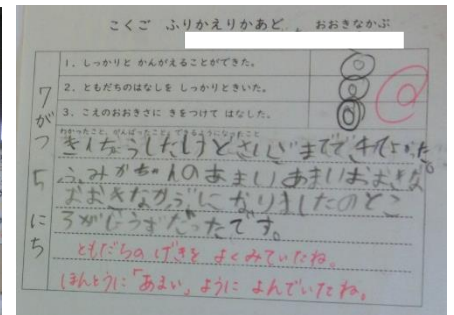 こくご ふりかえりかあど おおきなかぶ
1.しっかりと かんがえることができた。
2.ともだちのはなしを しっかりときいた。
3.こえのおおきさに きをつけて はなした。
7がつ5にち
わかったこと、がんばったこと、できるようになったこと
きんちょうしたけどさいごまでできてよかった。
ふみかちゃんのあまいあまいおおきな
おおきなかぶになりましたのとこ
ろがじょうずだったです。
ともだちの げきを よくみていたね。
ほんとうに「あまい」ように よんでいたね。